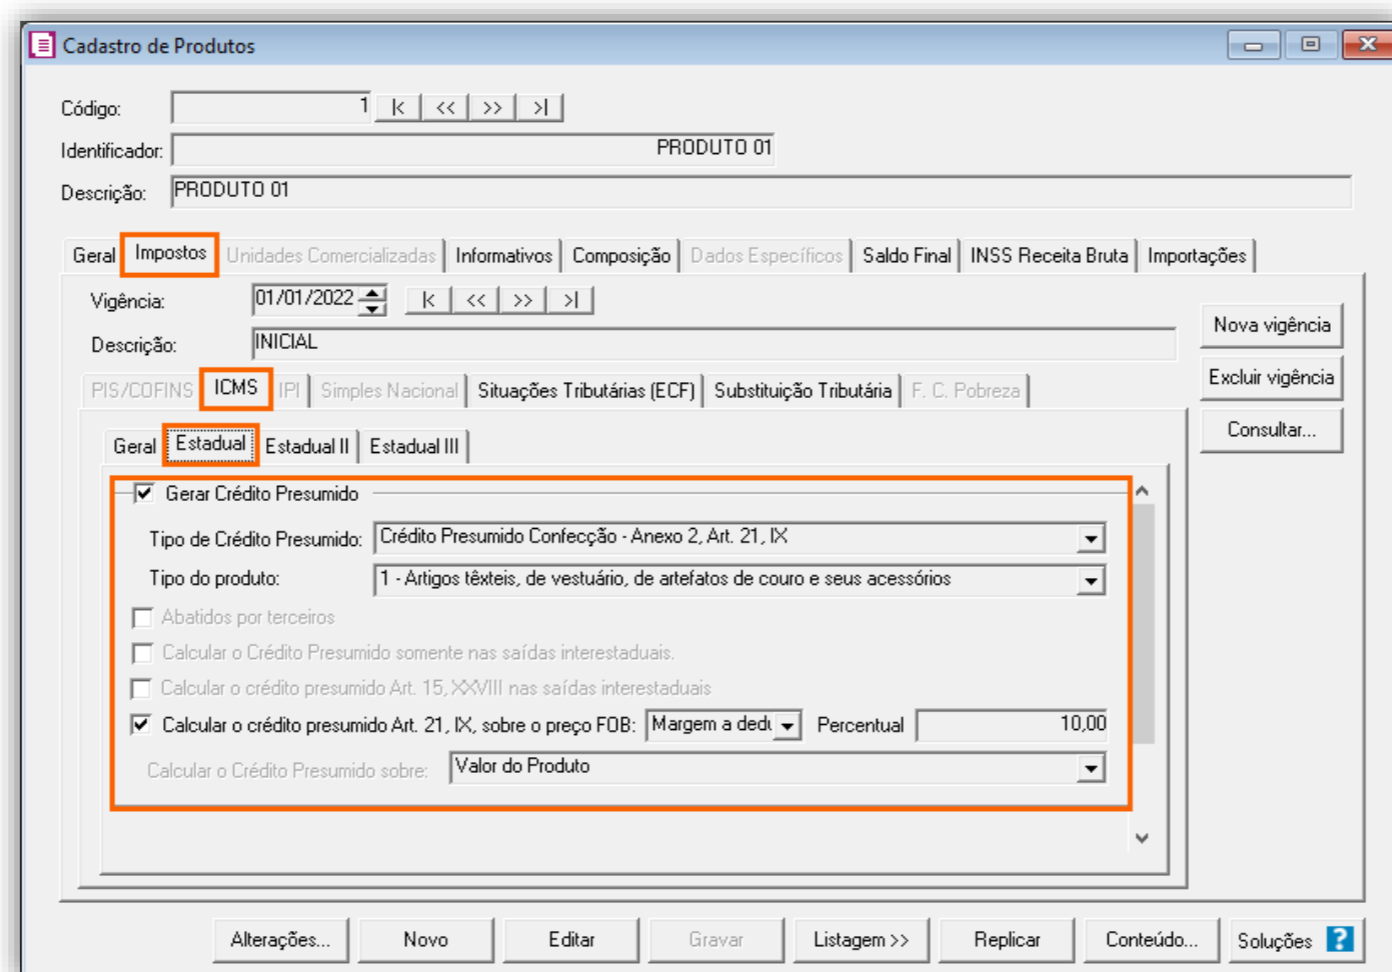 Cadastro de Produtos
Código: 1 |< << >> >|
Identificador: PRODUTO 01
Descrição: PRODUTO 01
Geral Impostos Unidades Comercializadas Informativos Composição Dados Específicos Saldo Final INSS Receita Bruta Importações
Vigência: 01/01/2022 |< << >> >|
Nova vigência
Descrição: INICIAL
Excluir vigência
PIS/COFINS ICMS IPI Simples Nacional Situações Tributárias (ECF) Substituição Tributária F. C. Pobreza
Consultar...
Geral Estadual Estadual II Estadual III
Gerar Crédito Presumido
Tipo de Crédito Presumido: Crédito Presumido Confecção - Anexo 2, Art. 21, IX
Tipo do produto: 1 - Artigos têxteis, de vestuário, de artefatos de couro e seus acessórios
Abatidos por terceiros
Calcular o Crédito Presumido somente nas saídas interestaduais.
Calcular o crédito presumido Art. 15, XXVIII nas saídas interestaduais
Calcular o crédito presumido Art. 21, IX, sobre o preço FOB: Margem a dedu Percentual 10,00
Calcular o Crédito Presumido sobre: Valor do Produto
Alterações... Novo Editar Gravar Listagem >> Replicar Conteúdo... Soluções ?